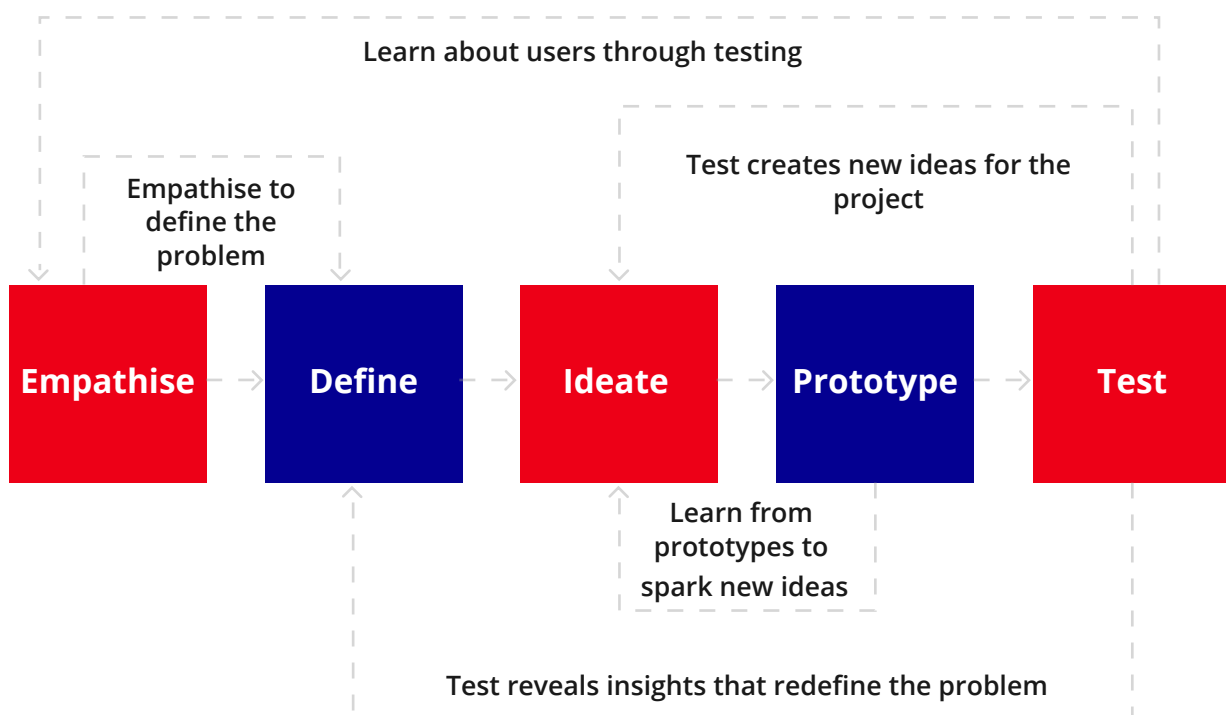 Learn about users through testing
Test creates new ideas for the
project
Empathise to
define the
problem
Empathise
Define
Ideate
Prototype
Test
Learn from
prototypes to
spark new ideas
Test reveals insights that redefine the problem